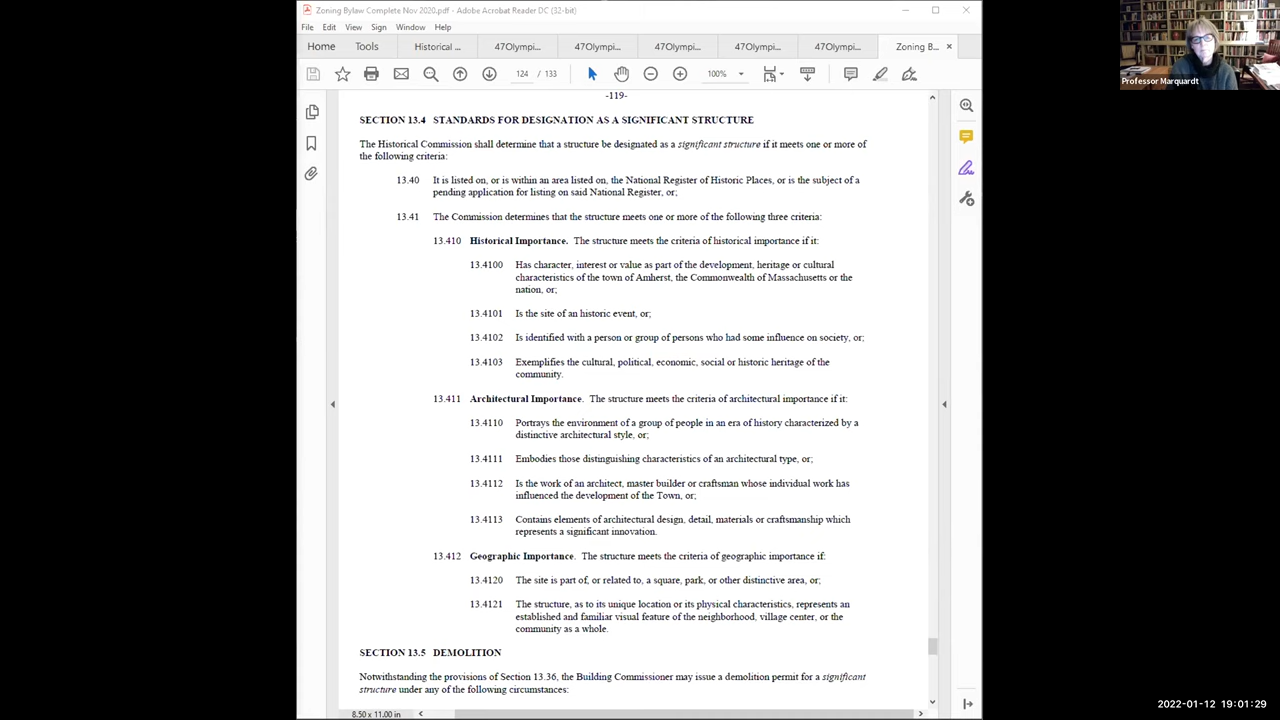 Zoning Bylaw Complete Nov 2020.pdf - Adobe Acrobat Reader DC (32-bit)
File Edit View Sign Window Help
Home Tools Historical ... 47Olympi... 47Olympi... 47Olympi... 47Olympi... 47Olympi... Zoning B... ×
124 / 133 100%
Professor Marquardt
-119-
SECTION 13.4 STANDARDS FOR DESIGNATION AS A SIGNIFICANT STRUCTURE
The Historical Commission shall determine that a structure be designated as a significant structure if it meets one or more of
the following criteria:
13.40 It is listed on, or is within an area listed on, the National Register of Historic Places, or is the subject of a
pending application for listing on said National Register, or;
13.41 The Commission determines that the structure meets one or more of the following three criteria:
13.410 Historical Importance. The structure meets the criteria of historical importance if it:
13.4100 Has character, interest or value as part of the development, heritage or cultural
characteristics of the town of Amherst, the Commonwealth of Massachusetts or the
nation, or;
13.4101 Is the site of an historic event, or;
13.4102 Is identified with a person or group of persons who had some influence on society, or;
13.4103 Exemplifies the cultural, political, economic, social or historic heritage of the
community.
13.411 Architectural Importance. The structure meets the criteria of architectural importance if it:
13.4110 Portrays the environment of a group of people in an era of history characterized by a
distinctive architectural style, or;
13.4111 Embodies those distinguishing characteristics of an architectural type, or;
13.4112 Is the work of an architect, master builder or craftsman whose individual work has
influenced the development of the Town, or;
13.4113 Contains elements of architectural design, detail, materials or craftsmanship which
represents a significant innovation.
13.412 Geographic Importance. The structure meets the criteria of geographic importance if:
13.4120 The site is part of, or related to, a square, park, or other distinctive area, or;
13.4121 The structure, as to its unique location or its physical characteristics, represents an
established and familiar visual feature of the neighborhood, village center, or the
community as a whole.
SECTION 13.5 DEMOLITION
Notwithstanding the provisions of Section 13.36, the Building Commissioner may issue a demolition permit for a significant
structure under any of the following circumstances:
8.50 x 11.00 in
2022-01-12 19:01:29